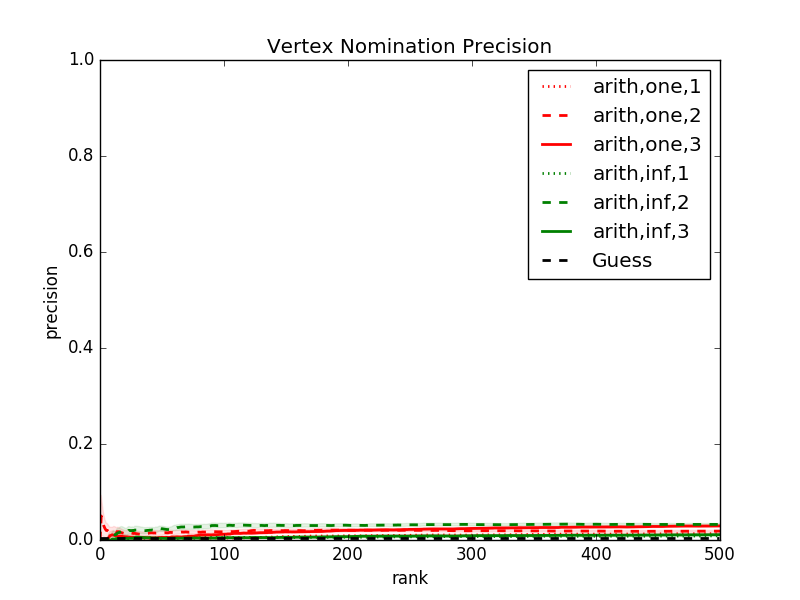 Vertex Nomination Precision
1.0
0.8
0.6
0.4
0.2
0.0
precision
0 100 200 300 400 500
rank
arith,one,1
arith,one,2
arith,one,3
arith,inf,1
arith,inf,2
arith,inf,3
Guess